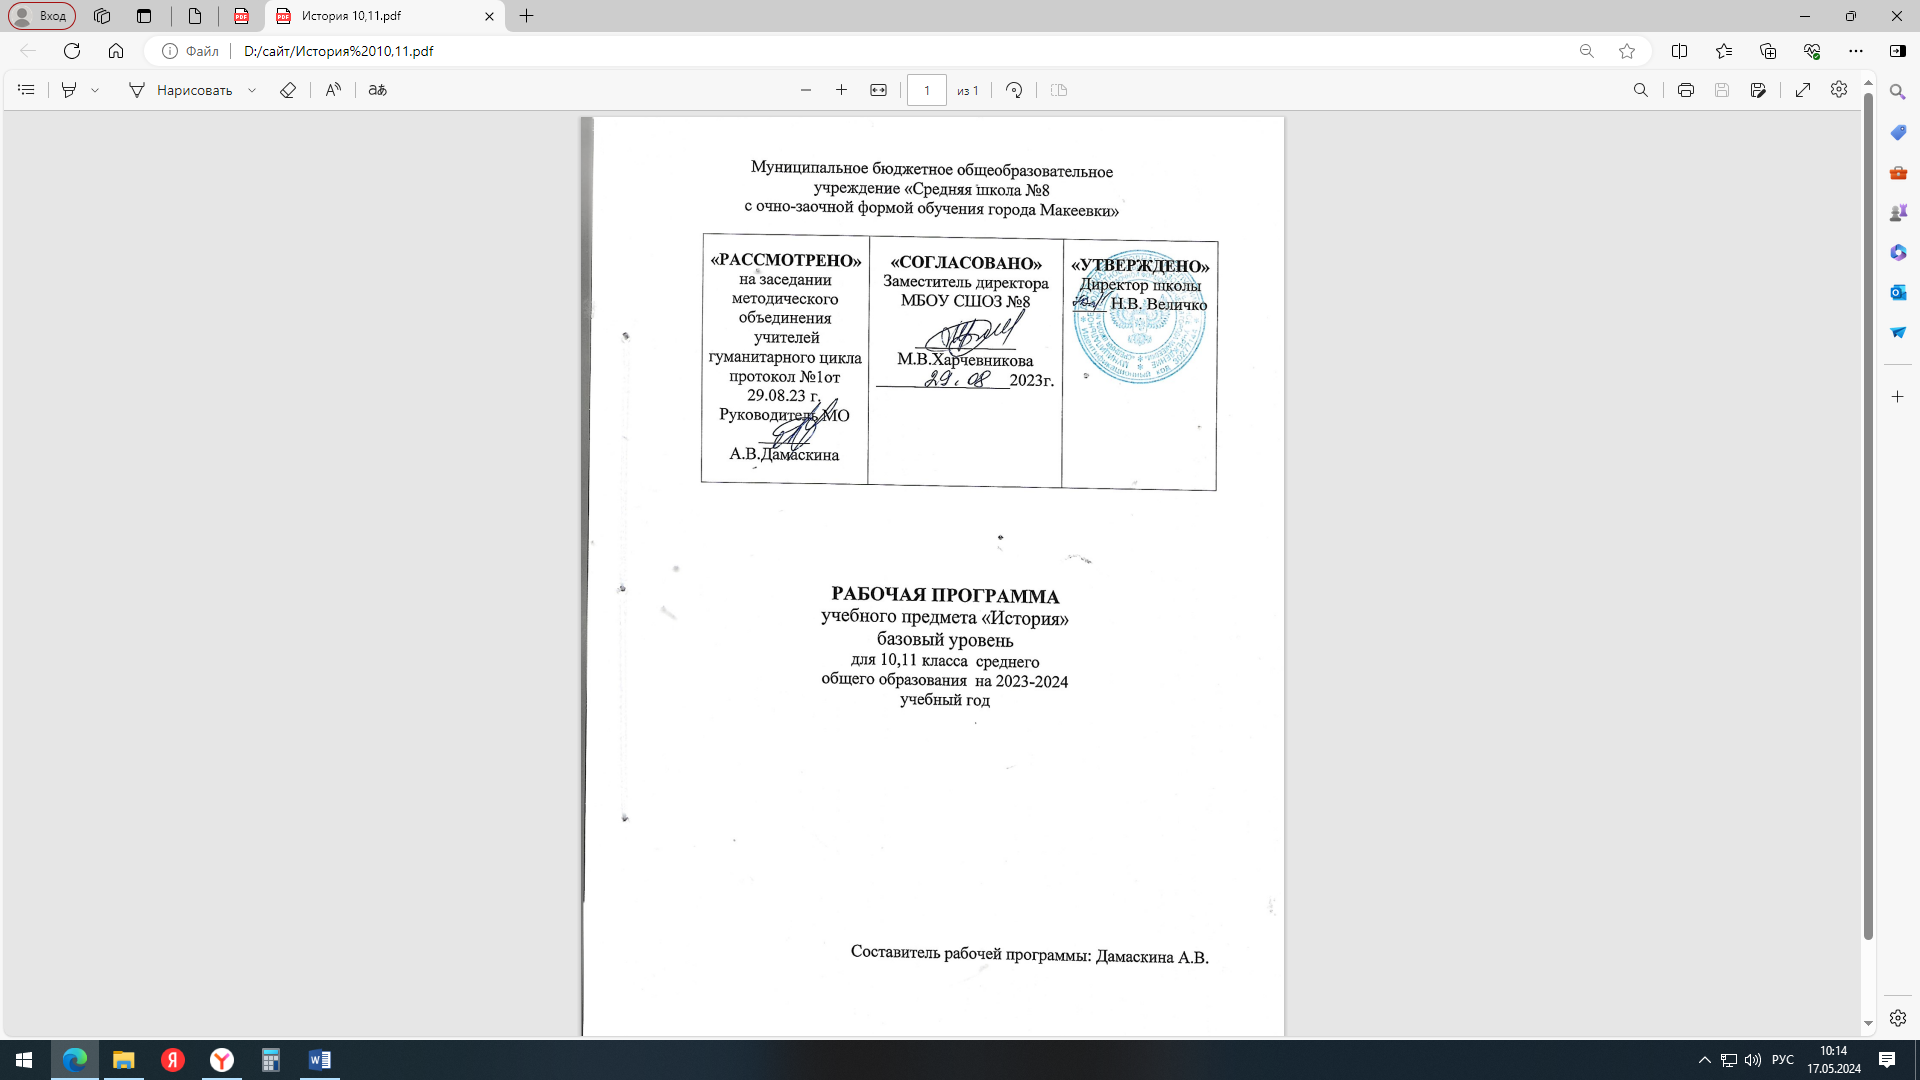 Вход
История 10,11.pdf
Файл
D:/сайт/История%2010,11.pdf
Нарисовать
аあ
1
из 1
Муниципальное бюджетное общеобразовательное
учреждение «Средняя школа №8
с очно-заочной формой обучения города Макеевки»
«РАССМОТРЕНО»
на заседании
методического
объединения
учителей
гуманитарного цикла
протокол №1от
29.08.23 г.
Руководитель МО
А.В.Дамаскина
«СОГЛАСОВАНО»
Заместитель директора
МБОУ СШОЗ №8
М.В.Харчевникова
29.08 2023г.
«УТВЕРЖДЕНО»
Директор школы
Н.В. Величко
РАБОЧАЯ ПРОГРАММА
учебного предмета «История»
базовый уровень
для 10,11 класса среднего
общего образования на 2023-2024
учебный год
Составитель рабочей программы: Дамаскина А.В.
РУС
10:14
17.05.2024